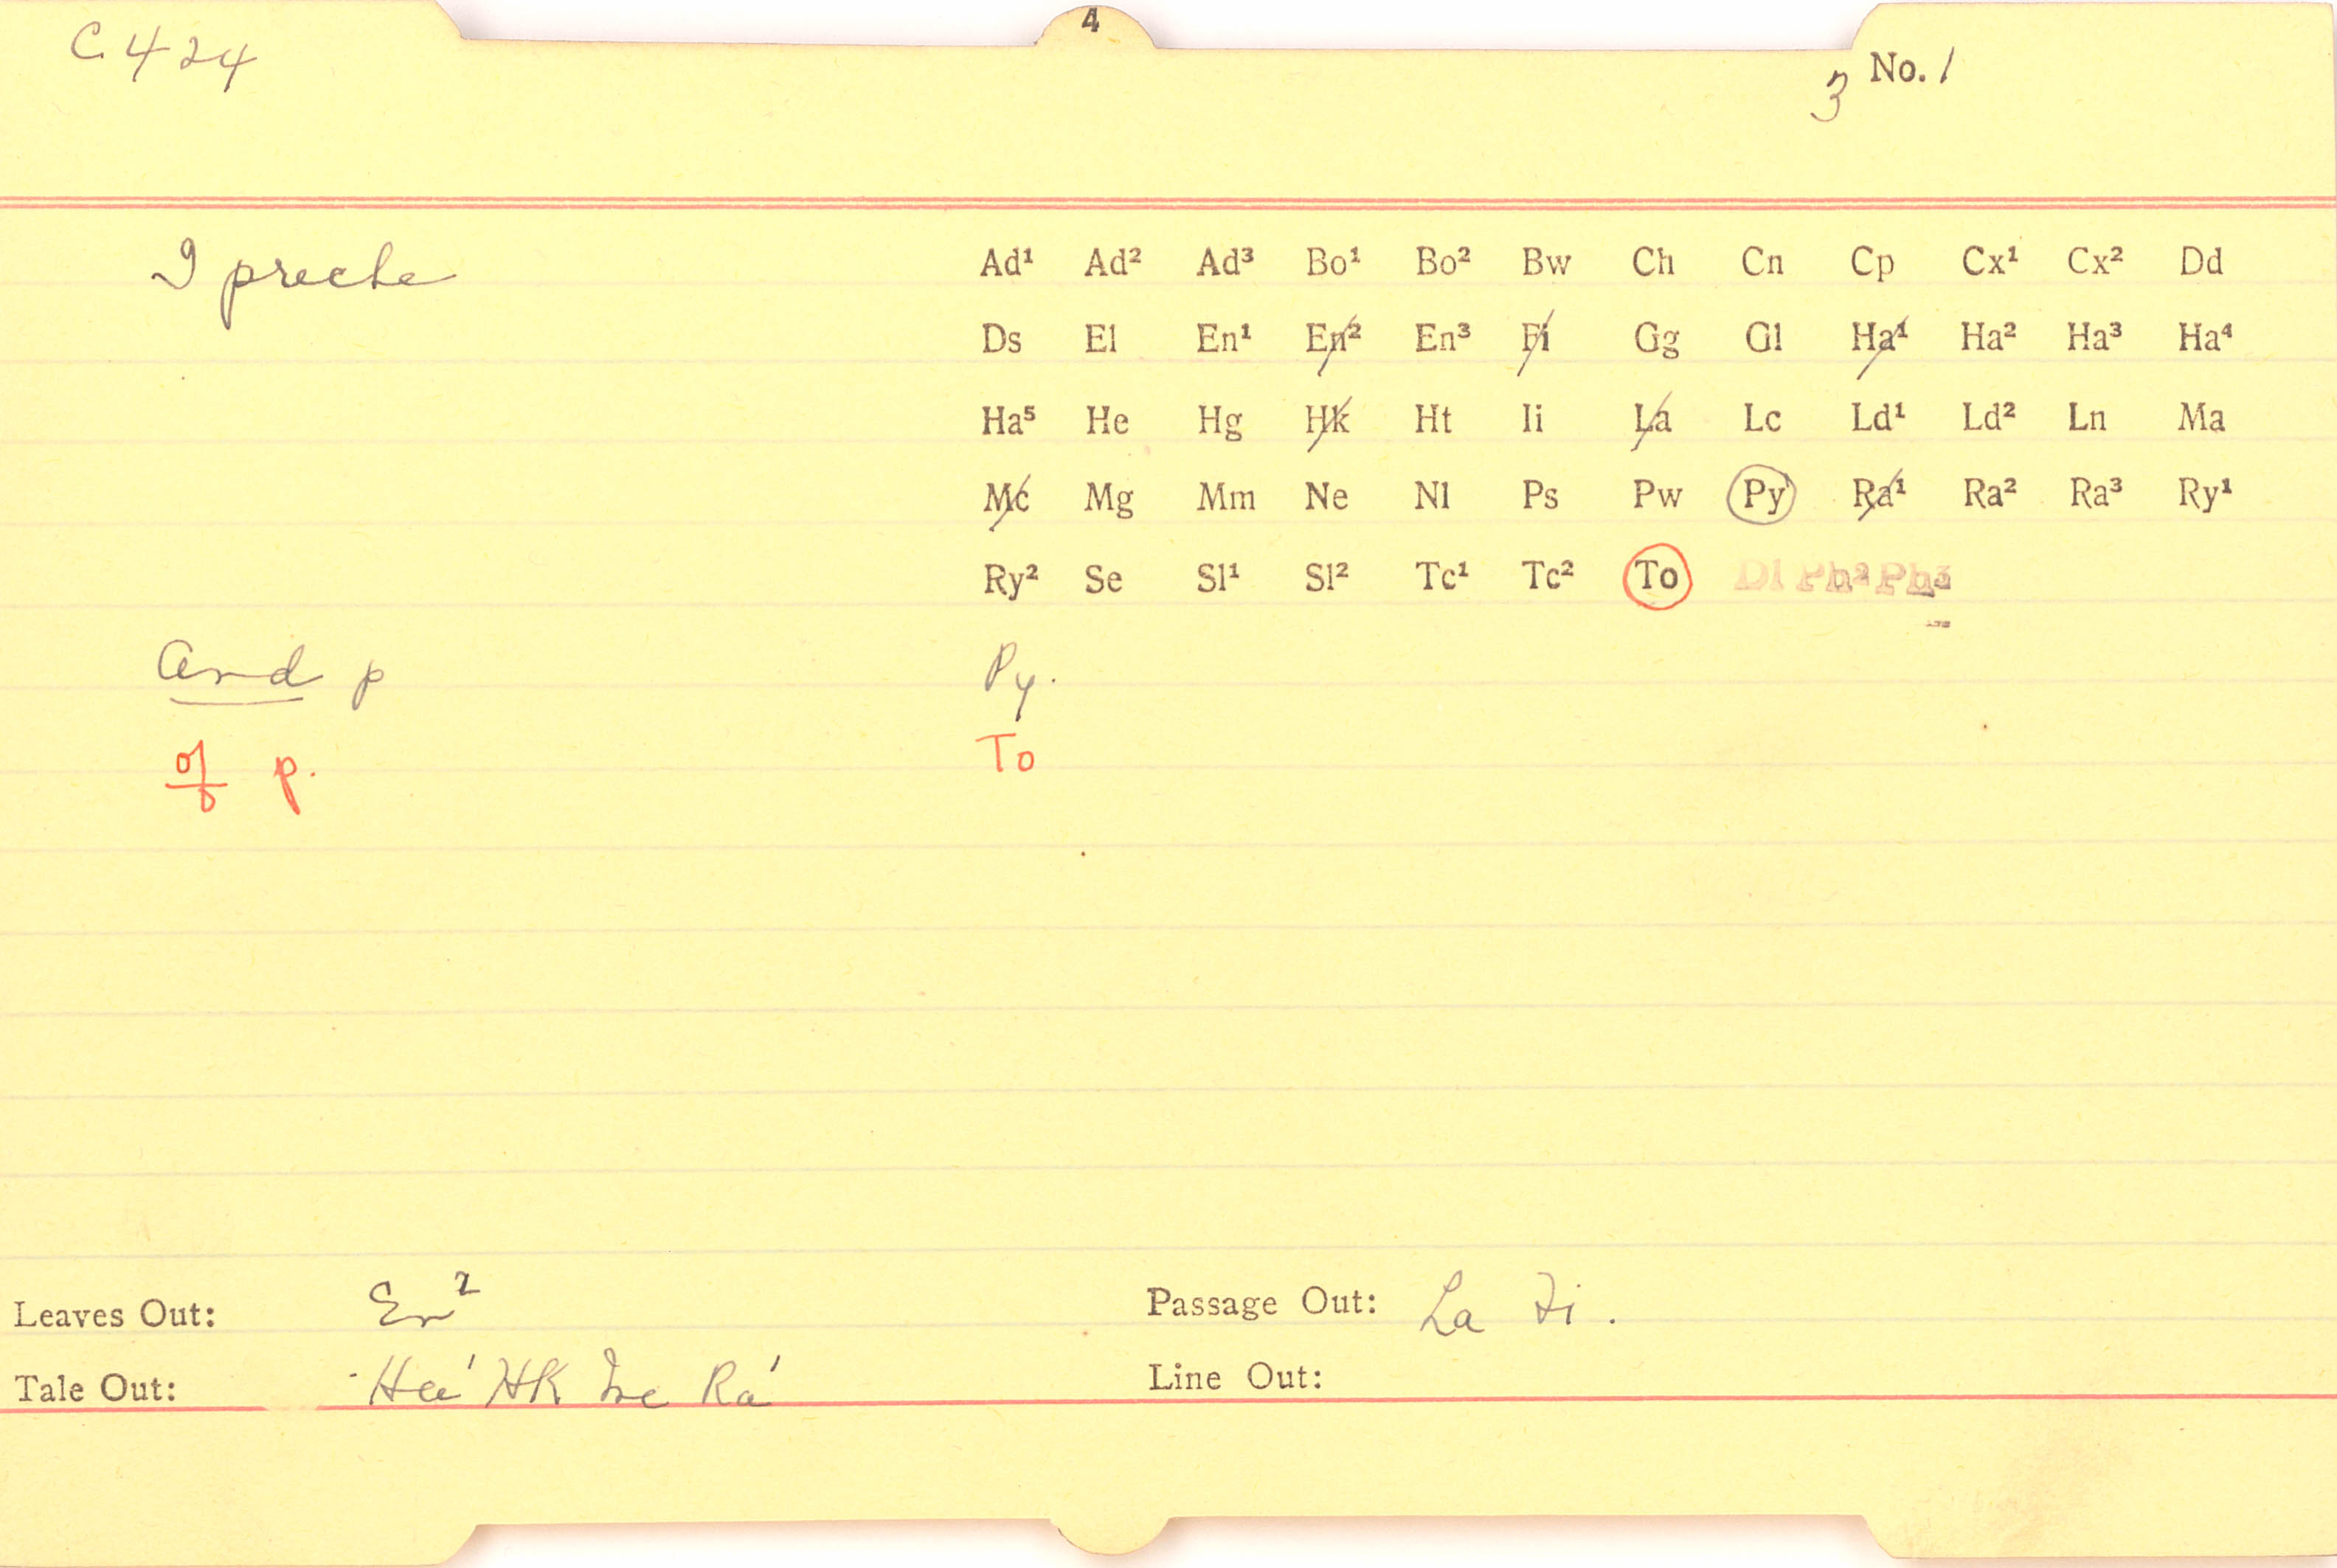 4
C 424
No. 1
3
I preche
Ad¹ Ad² Ad³ Bo¹ Bo² Bw Ch Cn Cp Cx¹ Cx² Dd
Ds El En¹ En² En³ Fi Gg Gl Ha¹ Ha² Ha³ Ha⁴
Ha⁵ He Hg Hk Ht Ii La Lc Ld¹ Ld² Ln Ma
Mc Mg Mm Ne Nl Ps Pw Py Ra¹ Ra² Ra³ Ry¹
Ry² Se Sl¹ Sl² Tc¹ Tc² To Dl Ph² Ph³
And p Py.
of p. To
Leaves Out: En² Passage Out: La Fi.
Tale Out: Ha¹ Hk Mc Ra¹ Line Out: